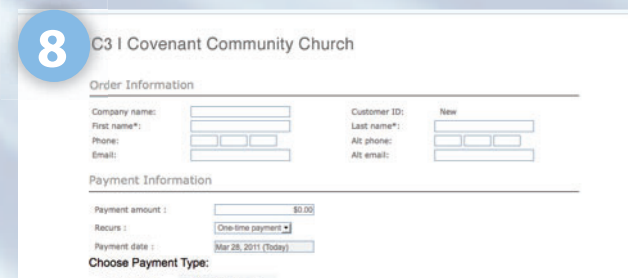 8
C3 I Covenant Community Church
Order Information
Company name: Customer ID: New
First name*: Last name*:
Phone: Alt phone:
Email: Alt email:
Payment Information
Payment amount : $0.00
Recurs : One-time payment
Payment date : Mar 28, 2011 (Today)
Choose Payment Type: